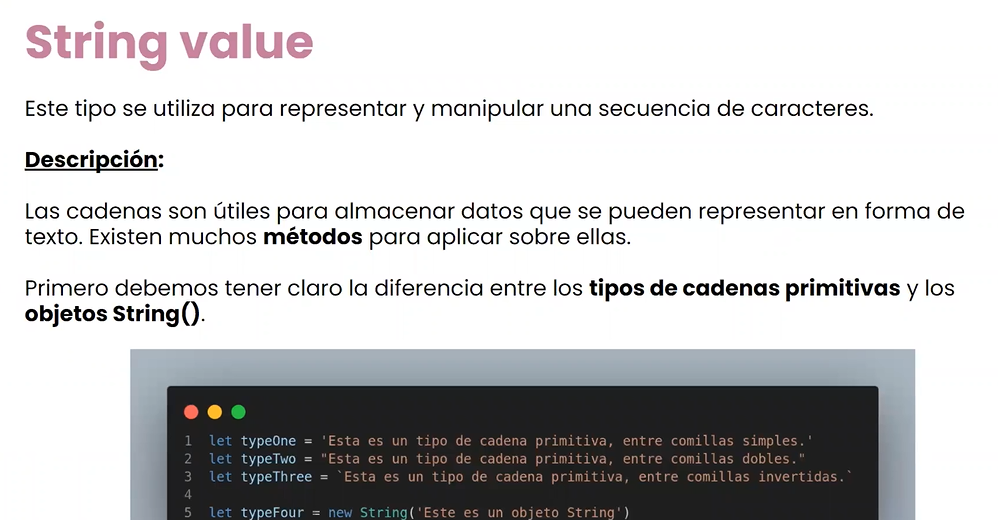 String value
Este tipo se utiliza para representar y manipular una secuencia de caracteres.
Descripción:
Las cadenas son útiles para almacenar datos que se pueden representar en forma de
texto. Existen muchos métodos para aplicar sobre ellas.
Primero debemos tener claro la diferencia entre los tipos de cadenas primitivas y los
objetos String().
1 let typeOne = 'Esta es un tipo de cadena primitiva, entre comillas simples.'
2 let typeTwo = "Esta es un tipo de cadena primitiva, entre comillas dobles."
3 let typeThree = `Esta es un tipo de cadena primitiva, entre comillas invertidas.`
4
5 let typeFour = new String('Este es un objeto String')